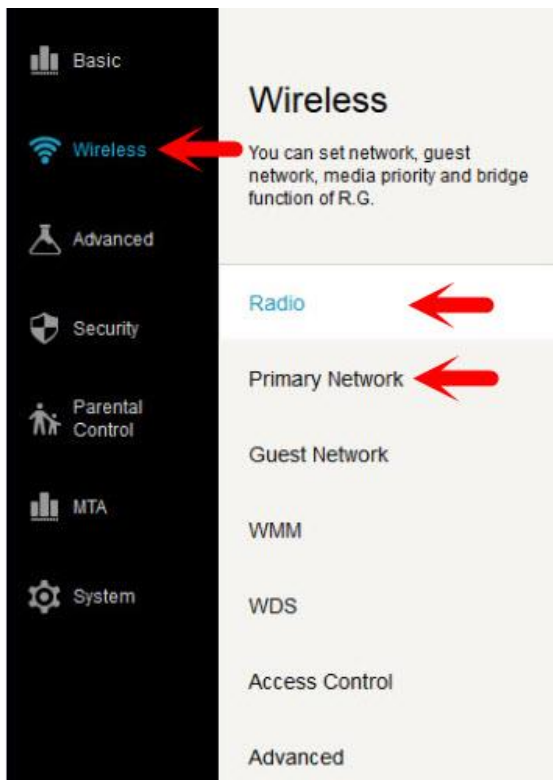 Basic
Wireless
Advanced
Security
Parental
Control
MTA
System
Wireless
You can set network, guest
network, media priority and bridge
function of R.G.
Radio
Primary Network
Guest Network
WMM
WDS
Access Control
Advanced